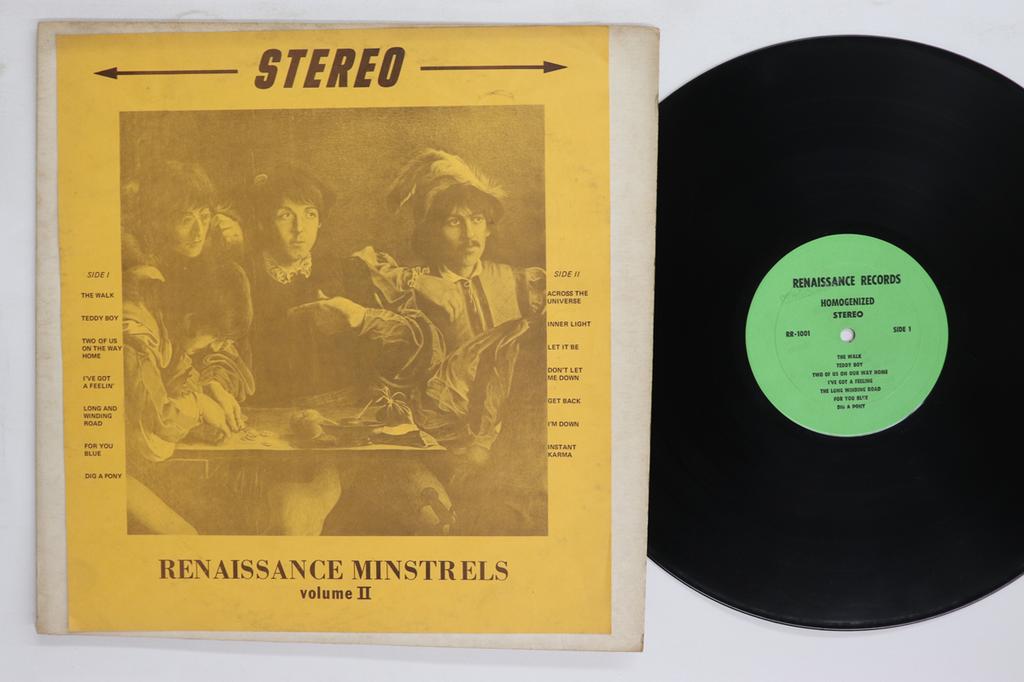 STEREO
SIDE I
THE WALK
TEDDY BOY
TWO OF US
ON THE WAY
HOME
I'VE GOT
A FEELIN'
LONG AND
WINDING
ROAD
FOR YOU
BLUE
DIG A PONY
SIDE II
ACROSS THE
UNIVERSE
INNER LIGHT
LET IT BE
DON'T LET
ME DOWN
GET BACK
I'M DOWN
INSTANT
KARMA
RENAISSANCE MINSTRELS
volume II
RENAISSANCE RECORDS
HOMOGENIZED
STEREO
RR-1001 SIDE 1
THE WALK
TEDDY BOY
TWO OF US ON OUR WAY HOME
I'VE GOT A FEELING
THE LONG WINDING ROAD
FOR YOU BLUE
DIG A PONY